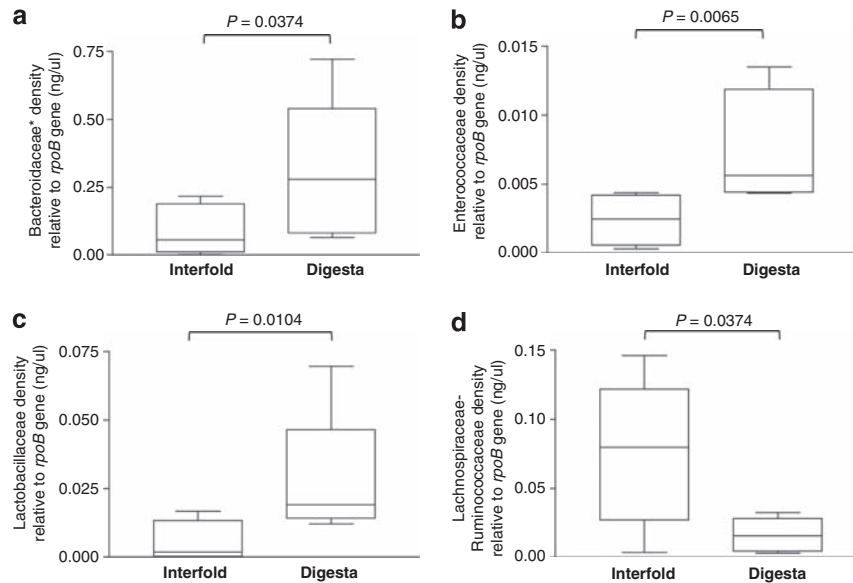 a
P = 0.0374
Bacteroidaceae* density
relative to rpoB gene (ng/ul)
0.75
0.50
0.25
0.00
Interfold Digesta
b
P = 0.0065
Enterococcaceae density
relative to rpoB gene (ng/ul)
0.015
0.010
0.005
0.000
Interfold Digesta
c
P = 0.0104
Lactobacillaceae density
relative to rpoB gene (ng/ul)
0.075
0.050
0.025
0.000
Interfold Digesta
d
P = 0.0374
Lachnospiraceae-
Ruminococcaceae density
relative to rpoB gene (ng/ul)
0.15
0.10
0.05
0.00
Interfold Digesta